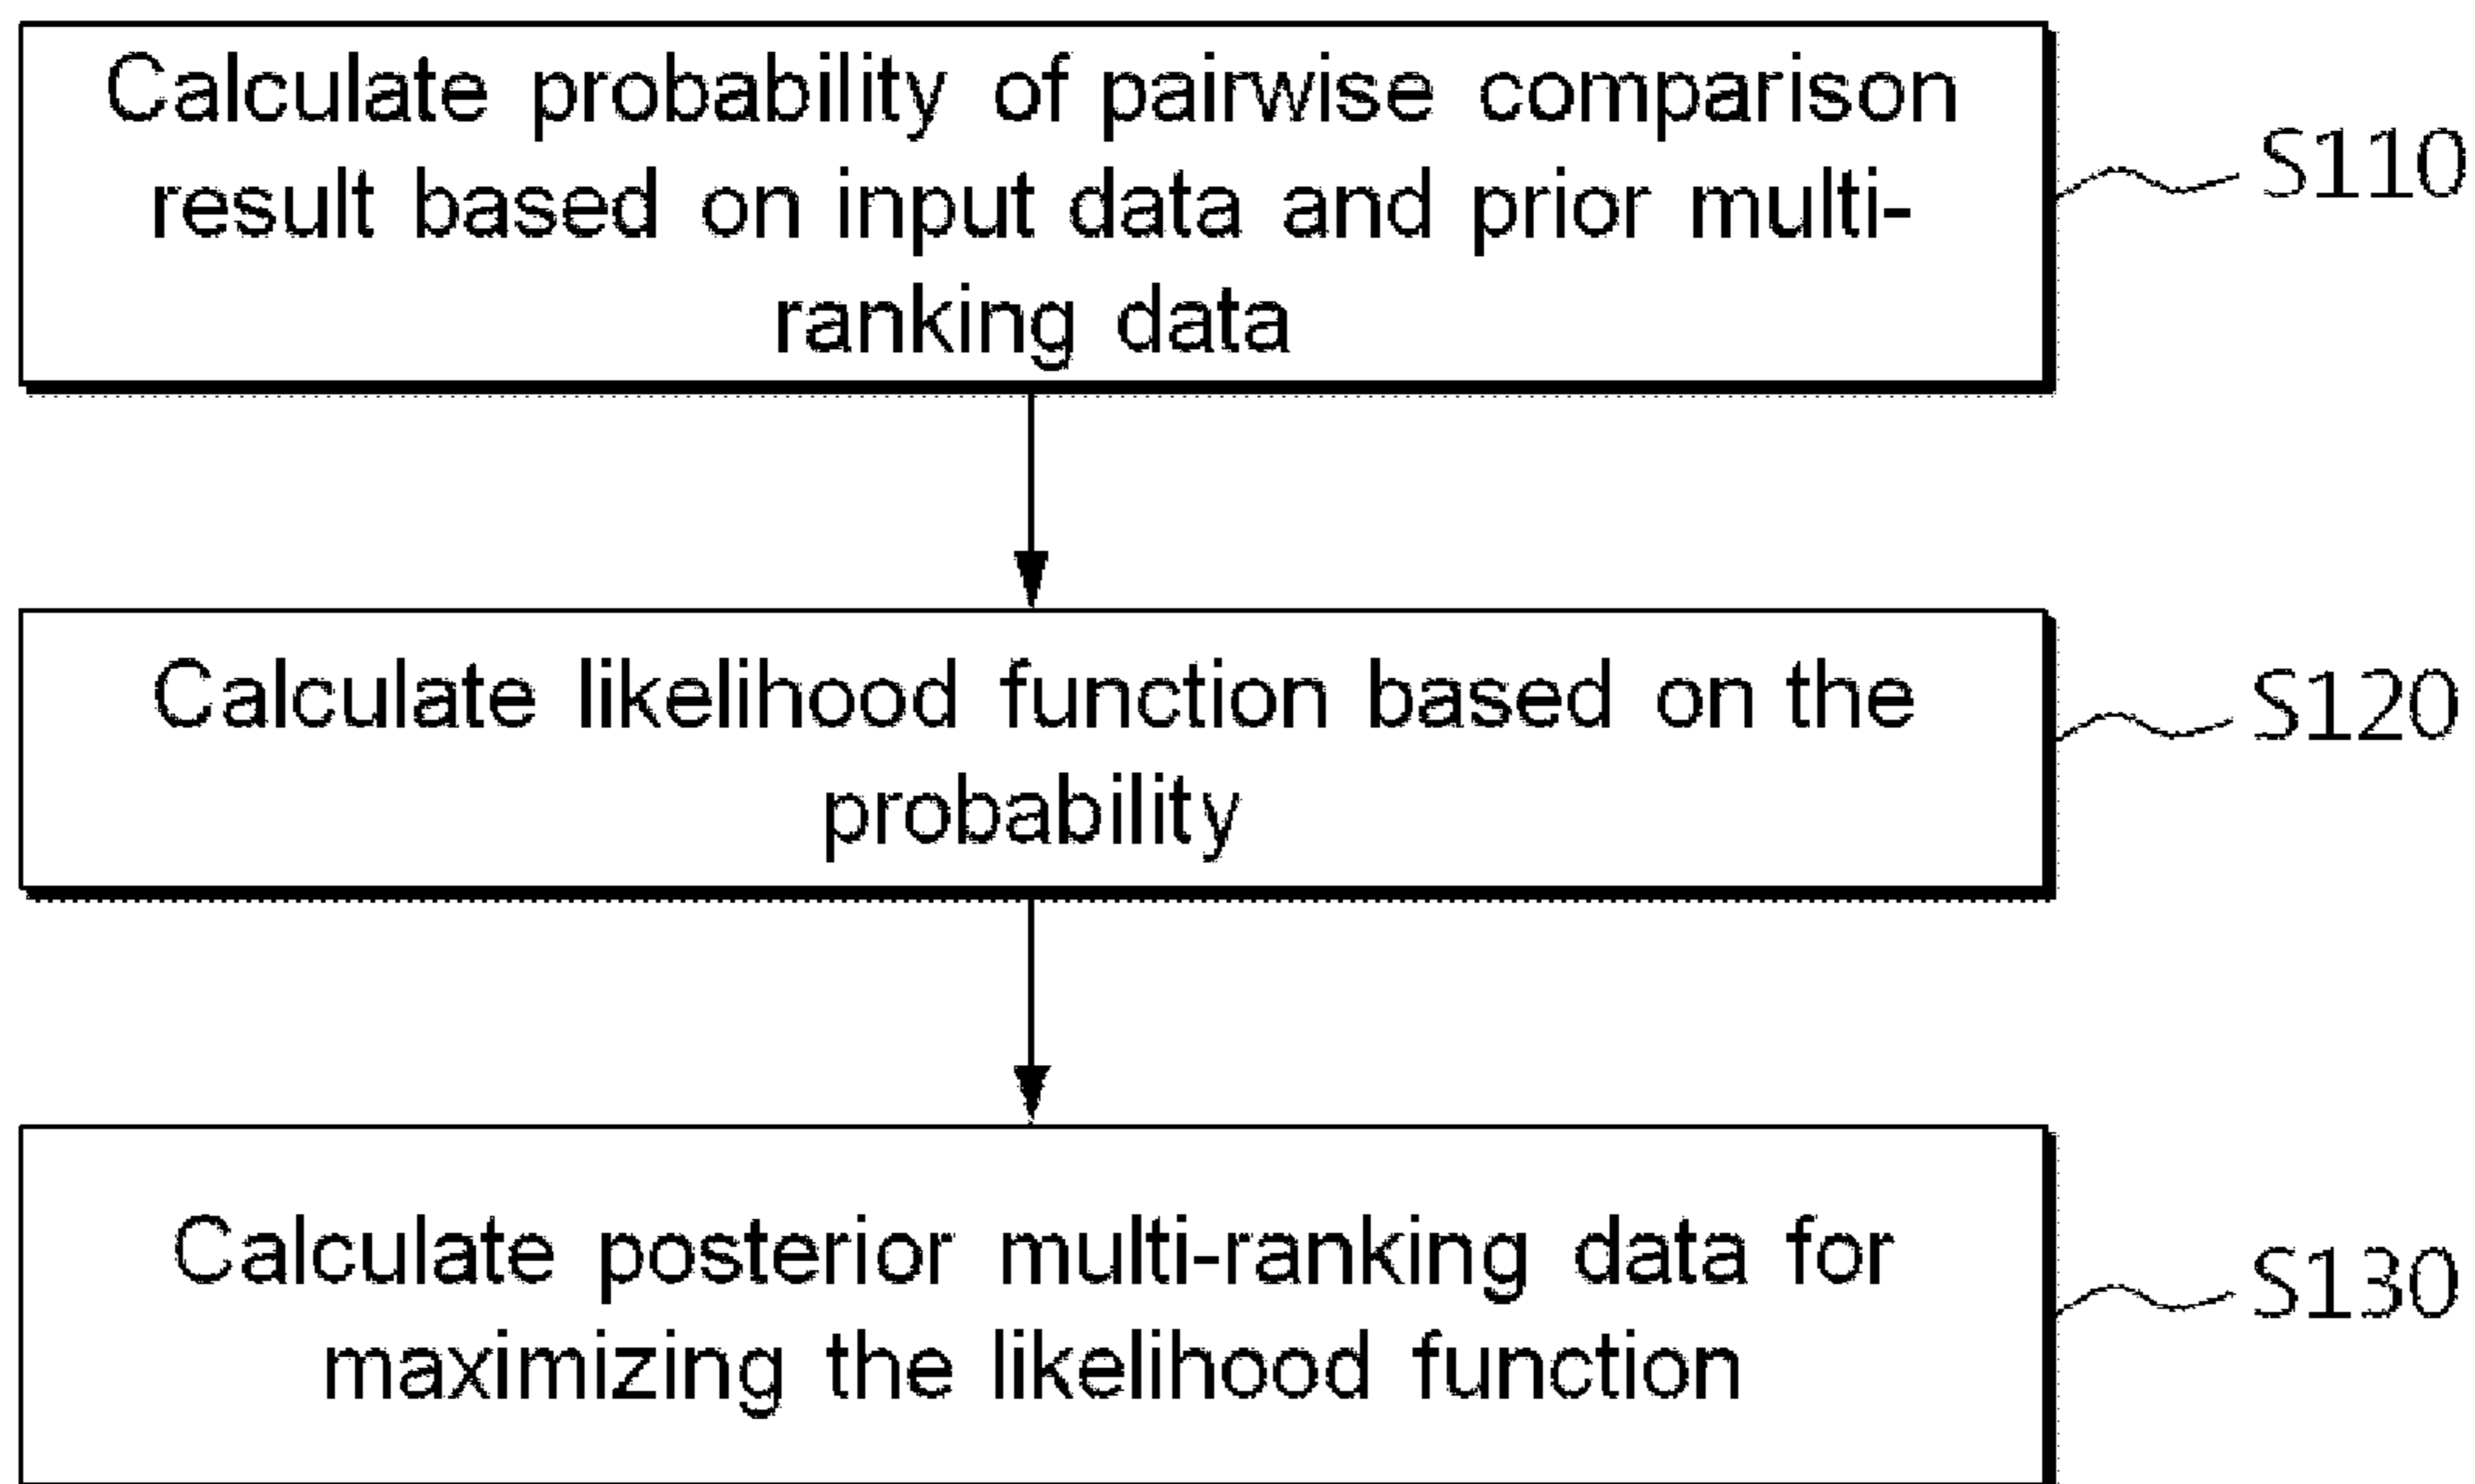 Calculate probability of pairwise comparison
result based on input data and prior multi-
ranking data
S110
Calculate likelihood function based on the
probability
S120
Calculate posterior multi-ranking data for
maximizing the likelihood function
S130